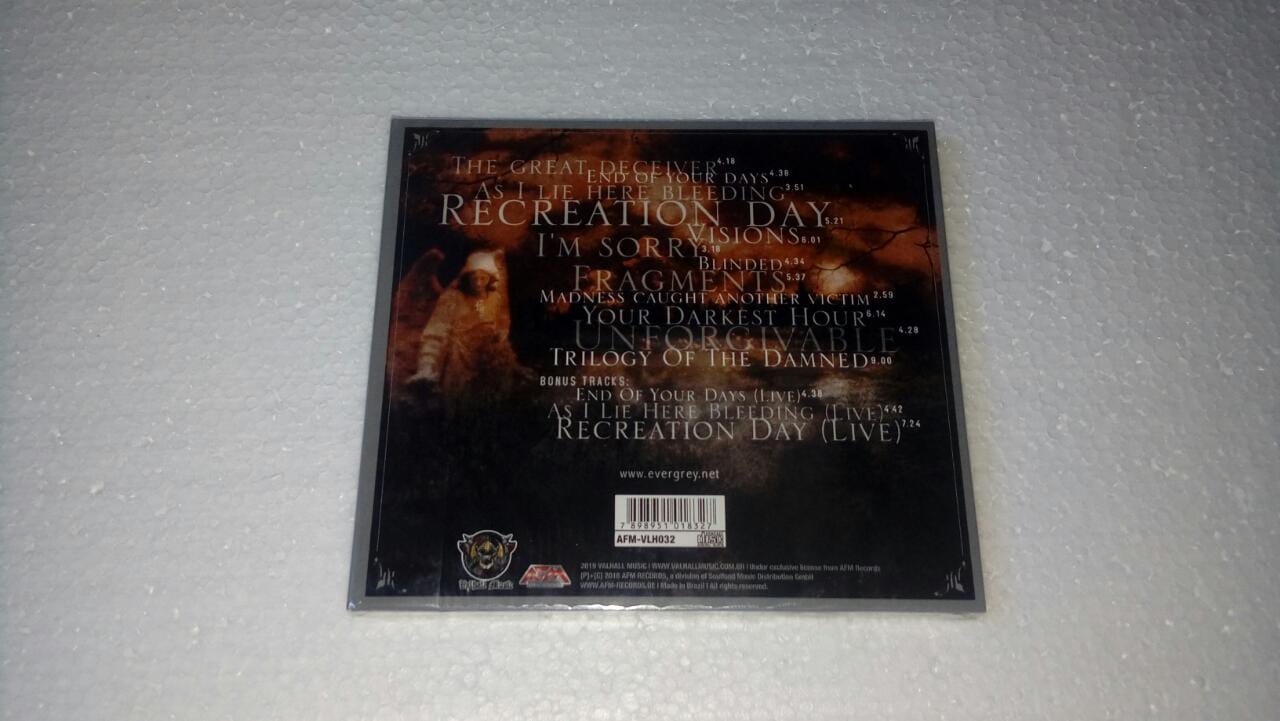 THE GREAT DECEIVER 4.18
END OF YOUR DAYS 4.38
AS I LIE HERE BLEEDING 3.51
RECREATION DAY 5.21
VISIONS 6.01
I'M SORRY 3.18
BLINDED 4.34
FRAGMENTS 5.37
MADNESS CAUGHT ANOTHER VICTIM 2.59
YOUR DARKEST HOUR 6.14
UNFORGIVABLE 4.28
TRILOGY OF THE DAMNED 9.00
BONUS TRACKS:
END OF YOUR DAYS (LIVE) 4.38
AS I LIE HERE BLEEDING (LIVE) 4.42
RECREATION DAY (LIVE) 7.24
www.evergrey.net
7 898951 018327
AFM-VLH032
Valhall Music
AFM
2019 VALHALL MUSIC | WWW.VALHALLMUSIC.COM.BR | Under exclusive license from AFM Records
[P]+[C] 2018 AFM RECORDS, a division of Soulfood Music Distribution GmbH
WWW.AFM-RECORDS.DE | Made in Brazil | All rights reserved.